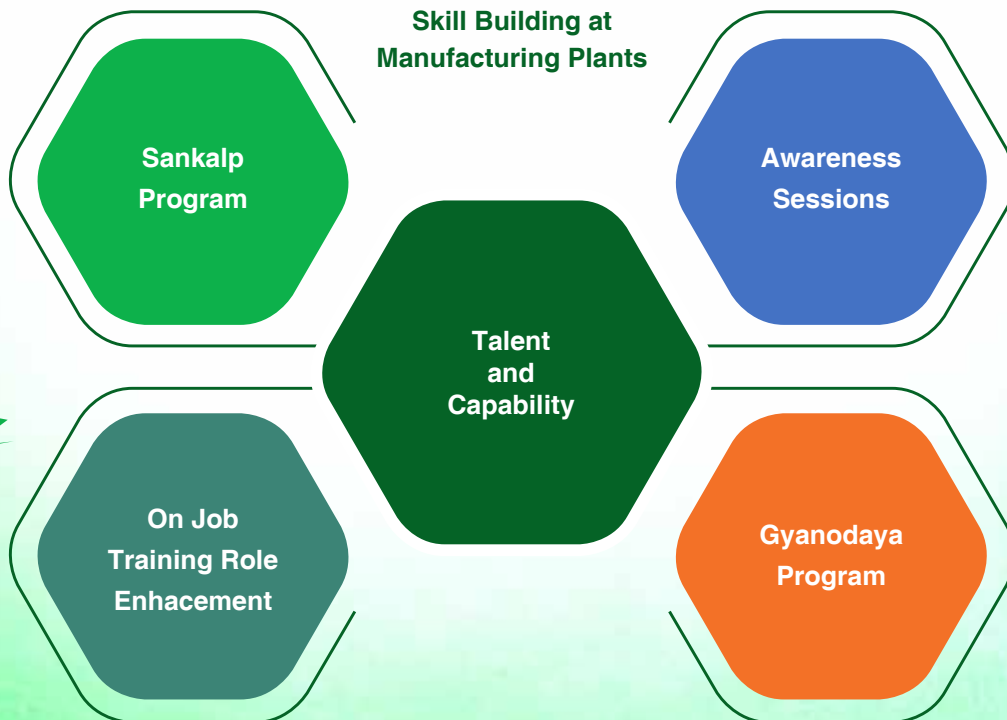 Skill Building at
Manufacturing Plants
Sankalp
Program
Awareness
Sessions
Talent
and
Capability
On Job
Training Role
Enhacement
Gyanodaya
Program